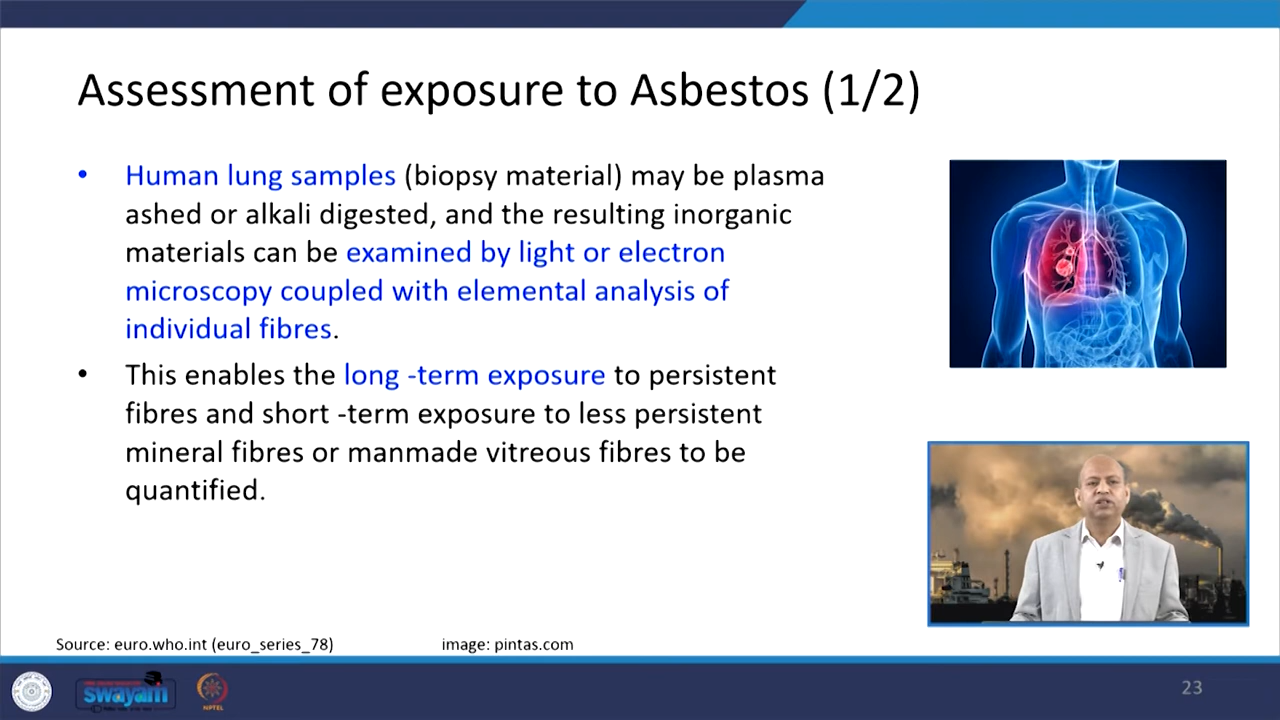 Assessment of exposure to Asbestos (1/2)
• Human lung samples (biopsy material) may be plasma
ashed or alkali digested, and the resulting inorganic
materials can be examined by light or electron
microscopy coupled with elemental analysis of
individual fibres.
• This enables the long -term exposure to persistent
fibres and short -term exposure to less persistent
mineral fibres or manmade vitreous fibres to be
quantified.
Source: euro.who.int (euro_series_78)
image: pintas.com
swayam
NPTEL
23